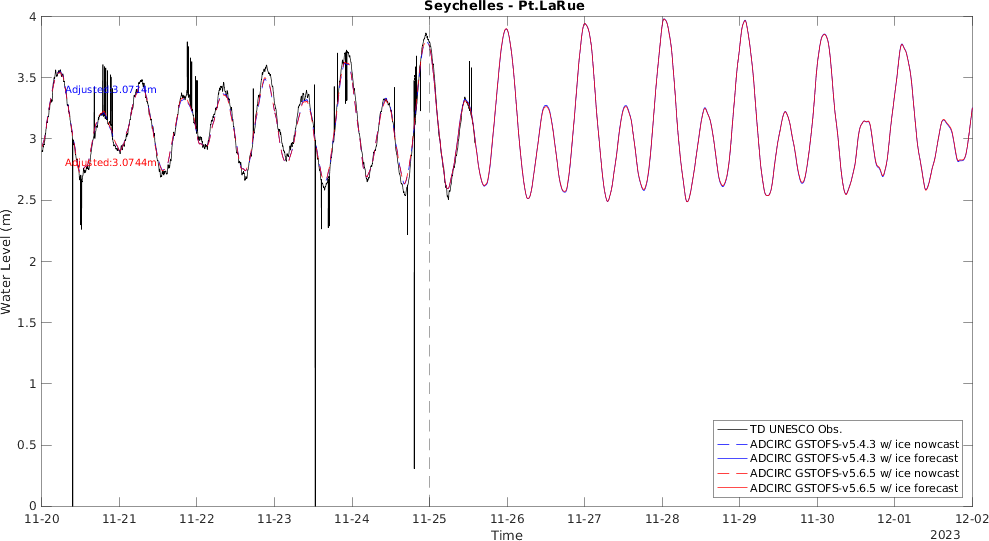 Seychelles - Pt.LaRue
4
3.5
3
2.5
2
1.5
1
0.5
0
Water Level (m)
Adjusted:3.0714m
Adjusted:3.0744m
TD UNESCO Obs.
ADCIRC GSTOFS-v5.4.3 w/ ice nowcast
ADCIRC GSTOFS-v5.4.3 w/ ice forecast
ADCIRC GSTOFS-v5.6.5 w/ ice nowcast
ADCIRC GSTOFS-v5.6.5 w/ ice forecast
11-20 11-21 11-22 11-23 11-24 11-25 11-26 11-27 11-28 11-29 11-30 12-01 12-02
Time
2023